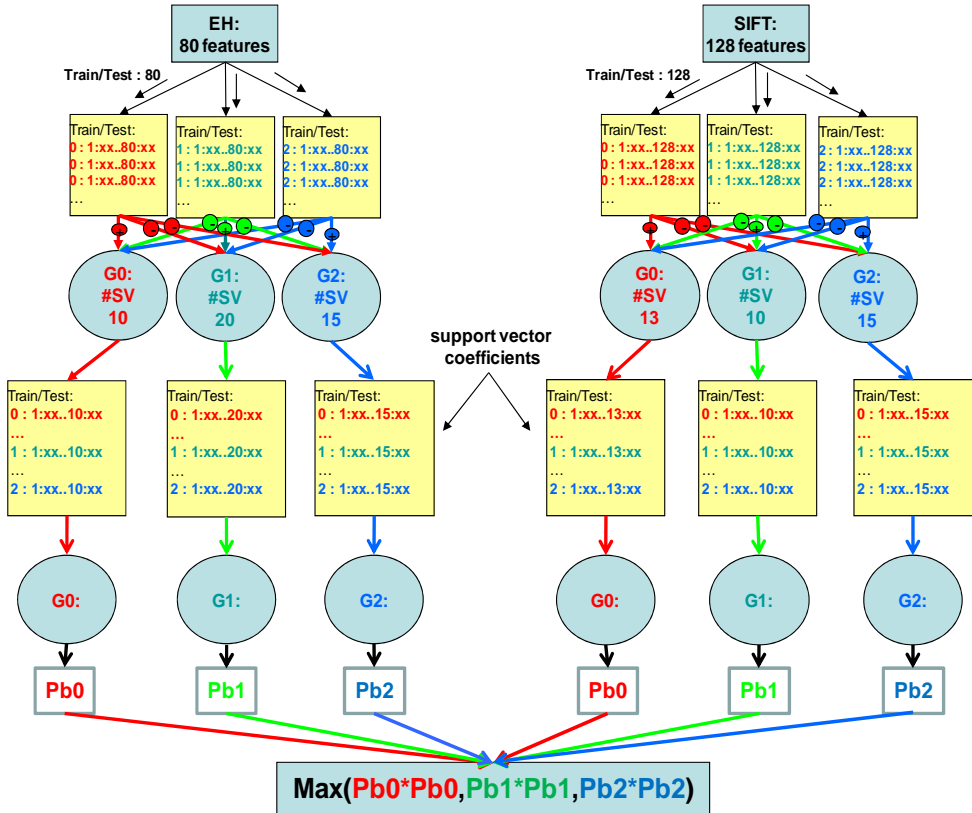 EH:
80 features
SIFT:
128 features
Train/Test : 80
Train/Test : 128
Train/Test:
0 : 1:xx..80:xx
0 : 1:xx..80:xx
0 : 1:xx..80:xx
...
Train/Test:
1 : 1:xx..80:xx
1 : 1:xx..80:xx
1 : 1:xx..80:xx
...
Train/Test:
2 : 1:xx..80:xx
2 : 1:xx..80:xx
2 : 1:xx..80:xx
...
Train/Test:
0 : 1:xx..128:xx
0 : 1:xx..128:xx
0 : 1:xx..128:xx
...
Train/Test:
1 : 1:xx..128:xx
1 : 1:xx..128:xx
1 : 1:xx..128:xx
...
Train/Test:
2 : 1:xx..128:xx
2 : 1:xx..128:xx
2 : 1:xx..128:xx
...
+ - - - + - - - +
+ - - - + - - - +
G0:
#SV
10
G1:
#SV
20
G2:
#SV
15
G0:
#SV
13
G1:
#SV
10
G2:
#SV
15
support vector
coefficients
Train/Test:
0 : 1:xx..10:xx
...
1 : 1:xx..10:xx
...
2 : 1:xx..10:xx
Train/Test:
0 : 1:xx..20:xx
...
1 : 1:xx..20:xx
...
2 : 1:xx..20:xx
Train/Test:
0 : 1:xx..15:xx
...
1 : 1:xx..15:xx
...
2 : 1:xx..15:xx
Train/Test:
0 : 1:xx..13:xx
...
1 : 1:xx..13:xx
...
2 : 1:xx..13:xx
Train/Test:
0 : 1:xx..10:xx
...
1 : 1:xx..10:xx
...
2 : 1:xx..10:xx
Train/Test:
0 : 1:xx..15:xx
...
1 : 1:xx..15:xx
...
2 : 1:xx..15:xx
G0:
G1:
G2:
G0:
G1:
G2:
Pb0
Pb1
Pb2
Pb0
Pb1
Pb2
Max(Pb0*Pb0,Pb1*Pb1,Pb2*Pb2)